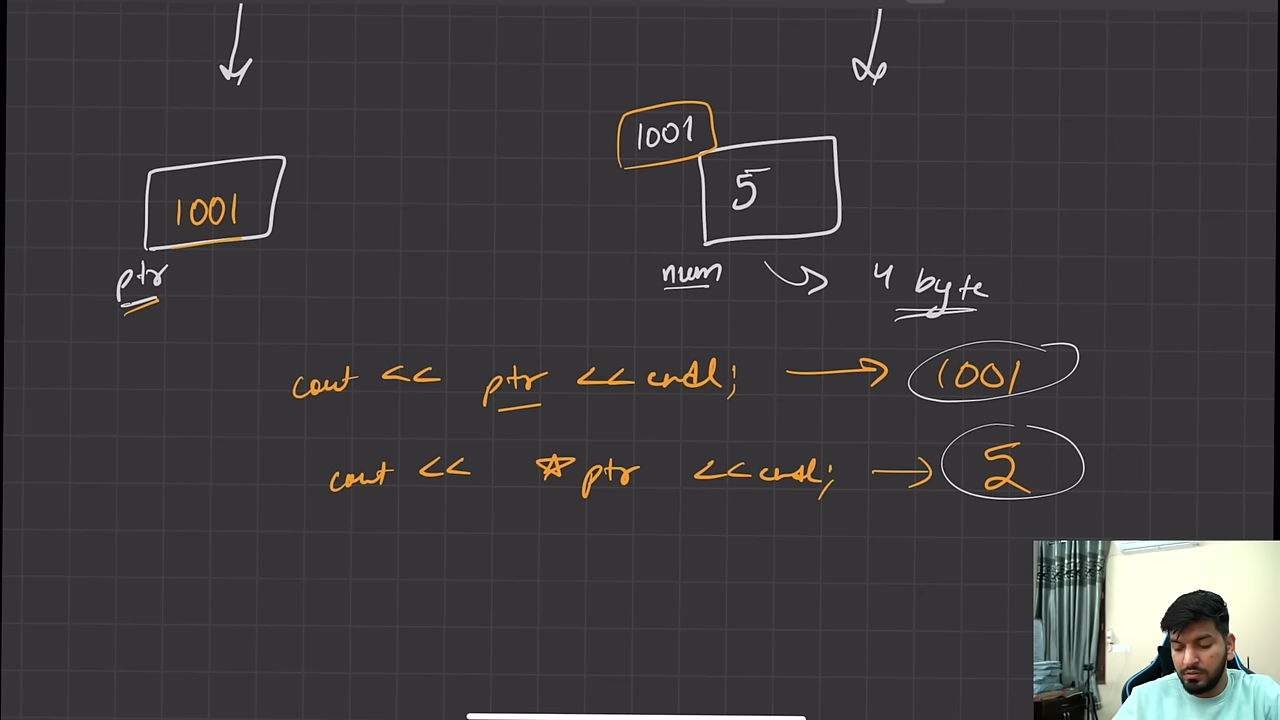 1001
5
1001
ptr
num 4 byte
cout << ptr << endl; 1001
cout << *ptr << endl; 5